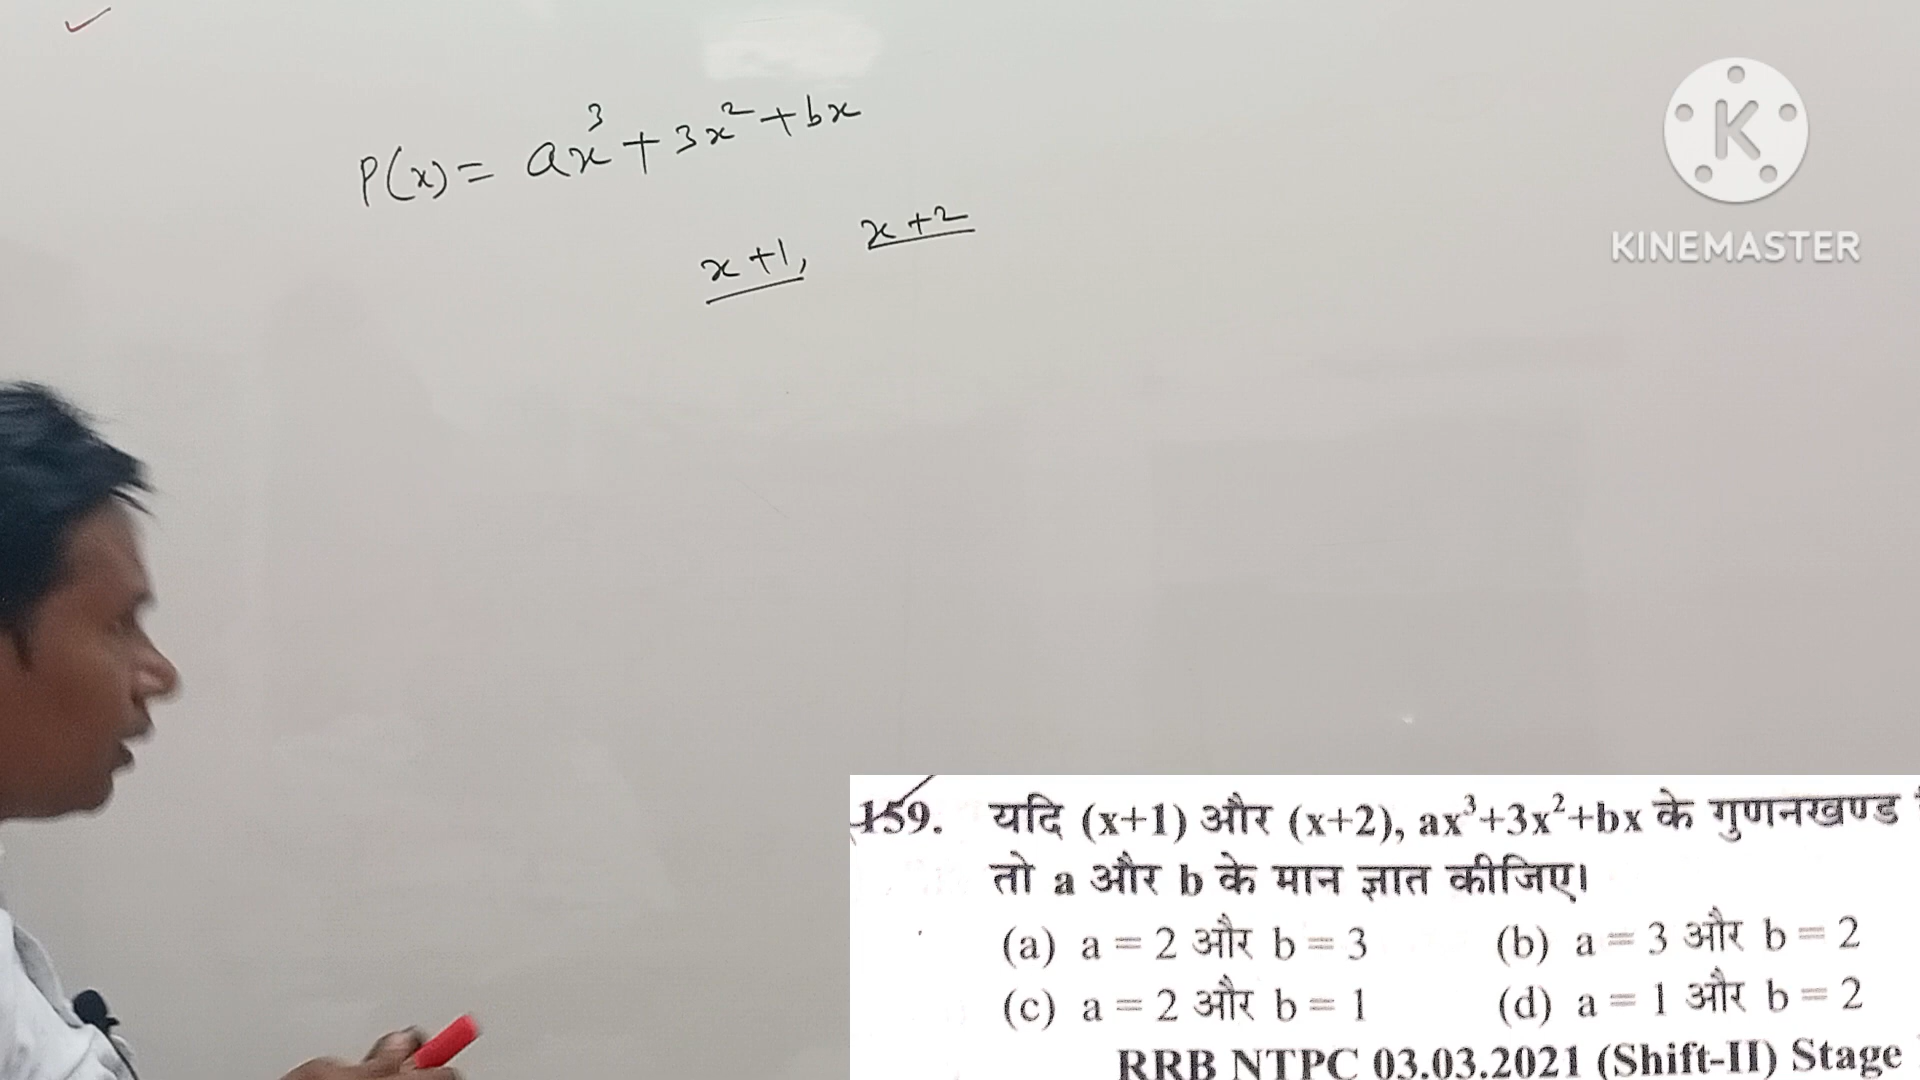 P(x) = ax³ + 3x² + bx
x+1, x+2
KINEMASTER
159. यदि (x+1) और (x+2), ax³+3x²+bx के गुणनखण्ड
तो a और b के मान ज्ञात कीजिए।
(a) a = 2 और b = 3 (b) a = 3 और b = 2
(c) a = 2 और b = 1 (d) a = 1 और b = 2
RRB NTPC 03.03.2021 (Shift-II) Stage